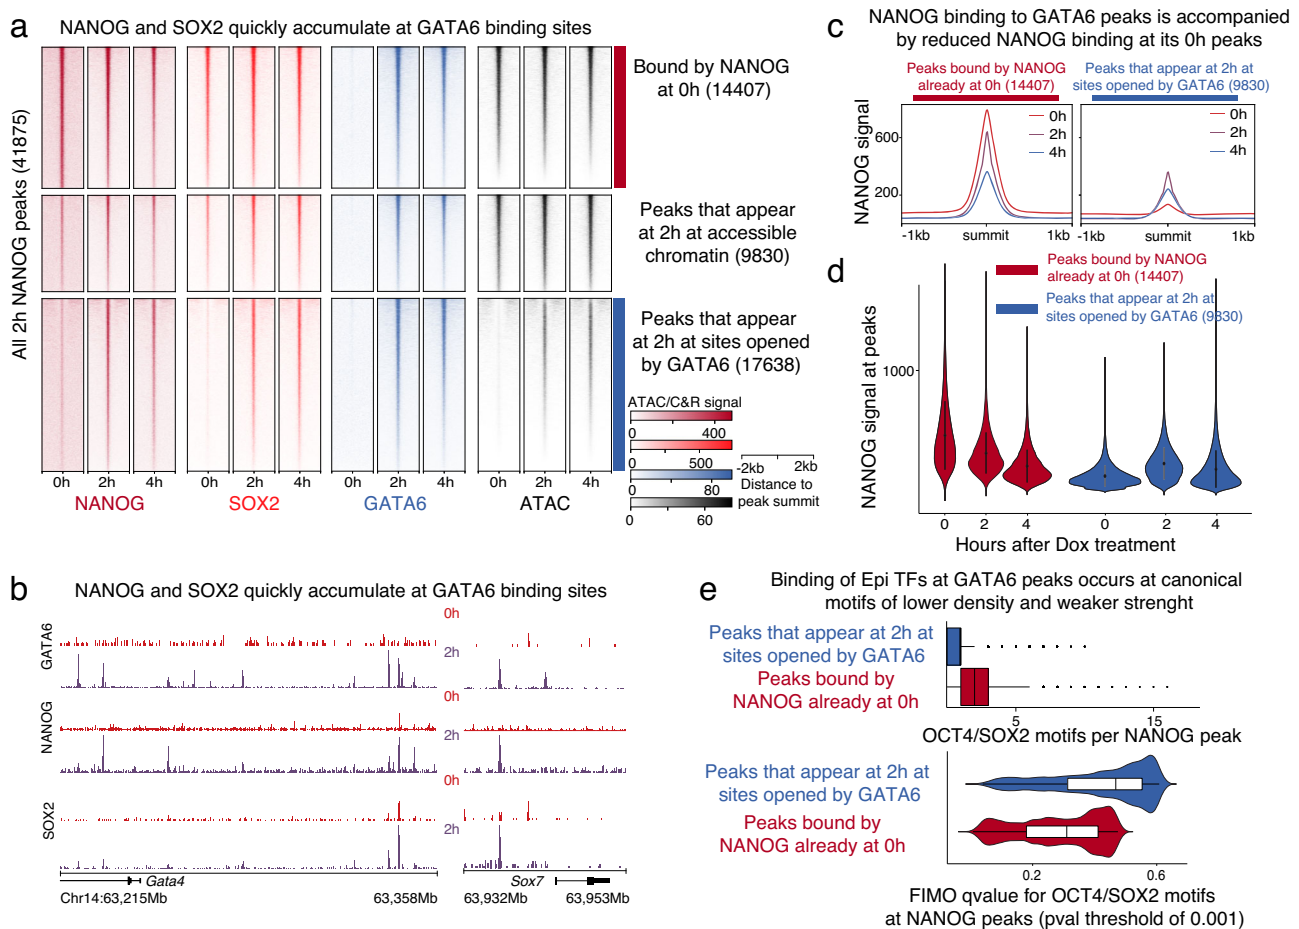 a
NANOG and SOX2 quickly accumulate at GATA6 binding sites
All 2h NANOG peaks (41875)
Bound by NANOG
at 0h (14407)
Peaks that appear
at 2h at accessible
chromatin (9830)
Peaks that appear
at 2h at sites opened
by GATA6 (17638)
0h 2h 4h 0h 2h 4h 0h 2h 4h 0h 2h 4h
NANOG SOX2 GATA6 ATAC
ATAC/C&R signal
0 400
0 500
0 80
0 60
-2kb 2kb
Distance to
peak summit
b
NANOG and SOX2 quickly accumulate at GATA6 binding sites
GATA6
0h
2h
NANOG
0h
2h
SOX2
0h
2h
Gata4
Sox7
Chr14:63,215Mb 63,358Mb
63,932Mb 63,953Mb
c
NANOG binding to GATA6 peaks is accompanied
by reduced NANOG binding at its 0h peaks
Peaks bound by NANOG
already at 0h (14407)
Peaks that appear at 2h at
sites opened by GATA6 (9830)
NANOG signal
600
200
0h
2h
4h
0h
2h
4h
-1kb summit 1kb
-1kb summit 1kb
d
Peaks bound by NANOG
already at 0h (14407)
Peaks that appear at 2h at
sites opened by GATA6 (9830)
NANOG signal at peaks
1000
0 2 4 0 2 4
Hours after Dox treatment
e
Binding of Epi TFs at GATA6 peaks occurs at canonical
motifs of lower density and weaker strenght
Peaks that appear at 2h at
sites opened by GATA6
Peaks bound by
NANOG already at 0h
5 15
OCT4/SOX2 motifs per NANOG peak
Peaks that appear at 2h at
sites opened by GATA6
Peaks bound by
NANOG already at 0h
0.2 0.6
FIMO qvalue for OCT4/SOX2 motifs
at NANOG peaks (pval threshold of 0.001)